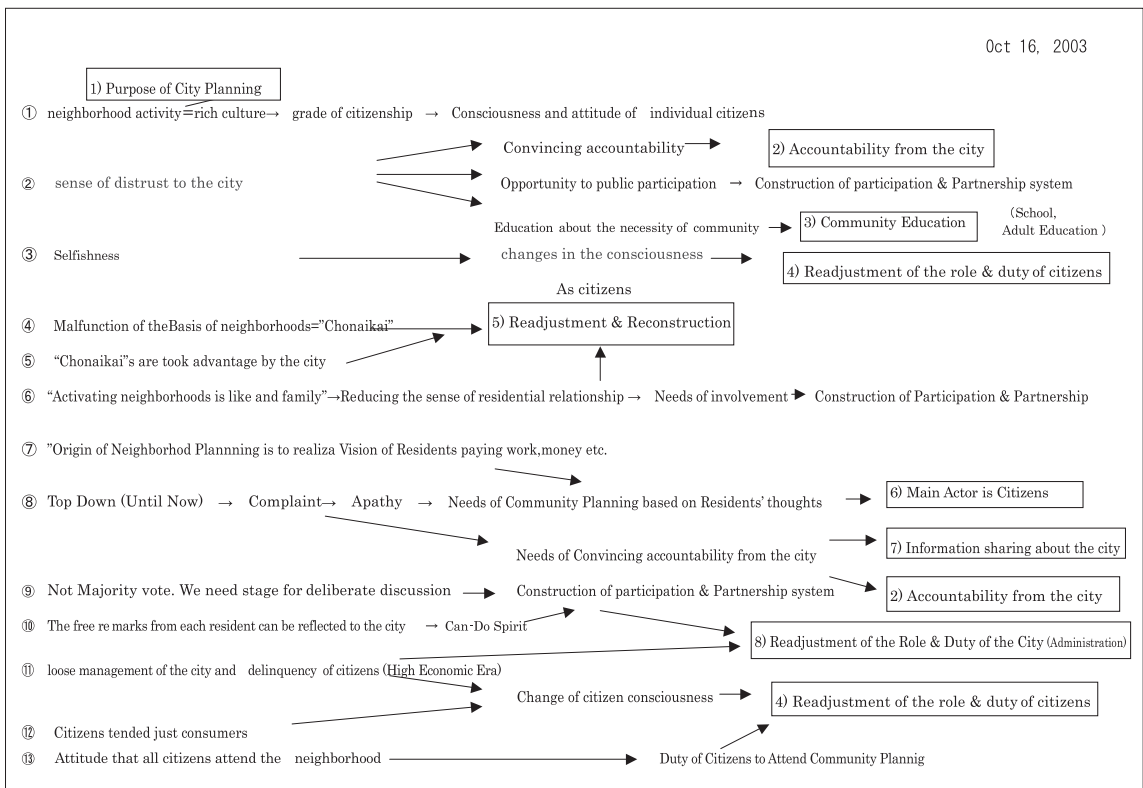 Oct 16, 2003
1) Purpose of City Planning
① neighborhood activity=rich culture→ grade of citizenship → Consciousness and attitude of individual citizens
Convincing accountability → 2) Accountability from the city
② sense of distrust to the city
Opportunity to public participation → Construction of participation & Partnership system
Education about the necessity of community → 3) Community Education (School, Adult Education )
③ Selfishness → changes in the consciousness → 4) Readjustment of the role & duty of citizens
As citizens
④ Malfunction of theBasis of neighborhoods="Chonaikai" → 5) Readjustment & Reconstruction
⑤ "Chonaikai"s are took advantage by the city
⑥ "Activating neighborhoods is like and family"→Reducing the sense of residential relationship → Needs of involvement → Construction of Participation & Partnership
⑦ "Origin of Neighborhod Plannning is to realiza Vision of Residents paying work,money etc.
⑧ Top Down (Until Now) → Complaint→ Apathy → Needs of Community Planning based on Residents' thoughts → 6) Main Actor is Citizens
Needs of Convincing accountability from the city → 7) Information sharing about the city
⑨ Not Majority vote. We need stage for deliberate discussion → Construction of participation & Partnership system
2) Accountability from the city
⑩ The free re marks from each resident can be reflected to the city → Can-Do Spirit
8) Readjustment of the Role & Duty of the City (Administration)
⑪ loose management of the city and delinquency of citizens (High Economic Era)
Change of citizen consciousness → 4) Readjustment of the role & duty of citizens
⑫ Citizens tended just consumers
⑬ Attitude that all citizens attend the neighborhood → Duty of Citizens to Attend Community Plannig